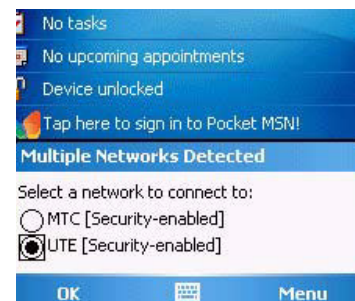 No tasks
No upcoming appointments
Device unlocked
Tap here to sign in to Pocket MSN!
Multiple Networks Detected
Select a network to connect to:
MTC [Security-enabled]
UTE [Security-enabled]
OK Menu